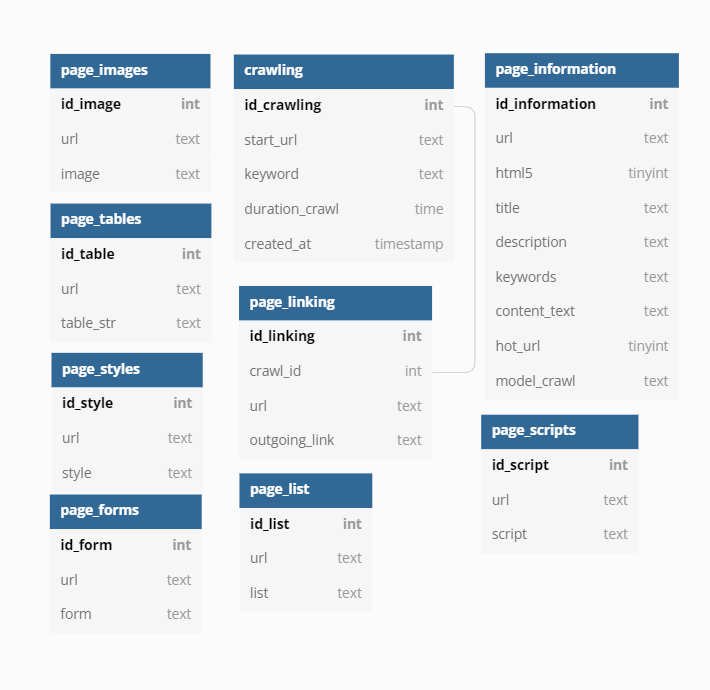 page_images
id_image int
url text
image text
page_tables
id_table int
url text
table_str text
page_styles
id_style int
url text
style text
page_forms
id_form int
url text
form text
crawling
id_crawling int
start_url text
keyword text
duration_crawl time
created_at timestamp
page_linking
id_linking int
crawl_id int
url text
outgoing_link text
page_list
id_list int
url text
list text
page_information
id_information int
url text
html5 tinyint
title text
description text
keywords text
content_text text
hot_url tinyint
model_crawl text
page_scripts
id_script int
url text
script text